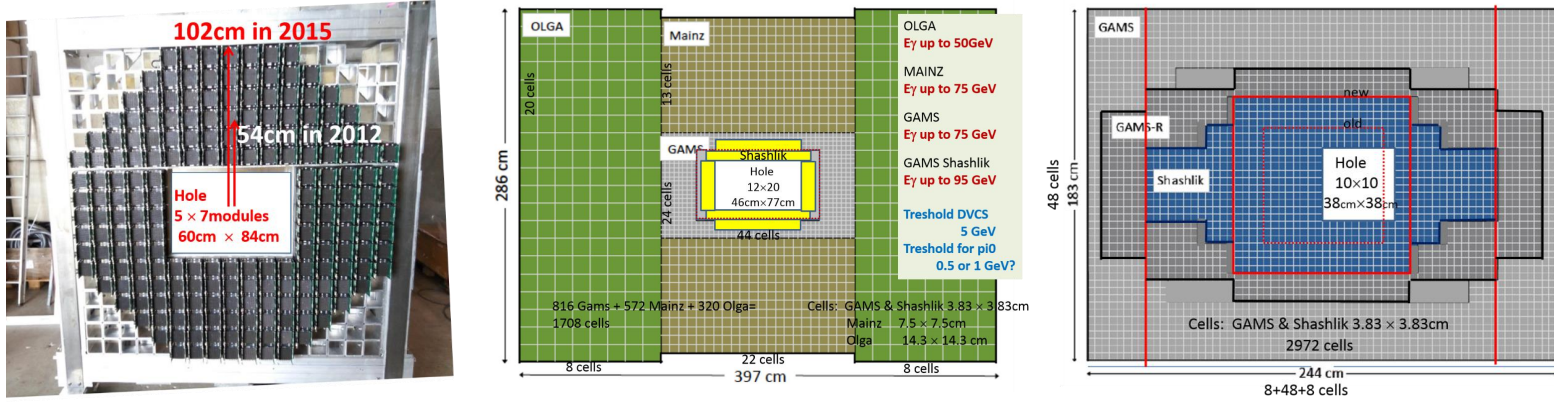 102cm in 2015
54cm in 2012
Hole
5 × 7modules
60cm × 84cm
OLGA
Mainz
20 cells
13 cells
GAMS
24 cells
Shashlik
Hole
12×20
46cm×77cm
44 cells
286 cm
816 Gams + 572 Mainz + 320 Olga=
1708 cells
Cells: GAMS & Shashlik 3.83 × 3.83cm
Mainz 7.5 × 7.5cm
Olga 14.3 × 14.3 cm
8 cells
22 cells
8 cells
397 cm
OLGA
Eγ up to 50GeV
MAINZ
Eγ up to 75 GeV
GAMS
Eγ up to 75 GeV
GAMS Shashlik
Eγ up to 95 GeV
Treshold DVCS
5 GeV
Treshold for pi0
0.5 or 1 GeV?
GAMS
new
old
GAMS-R
Shashlik
Hole
10×10
38cm×38cm
48 cells
183 cm
Cells: GAMS & Shashlik 3.83 × 3.83cm
2972 cells
244 cm
8+48+8 cells